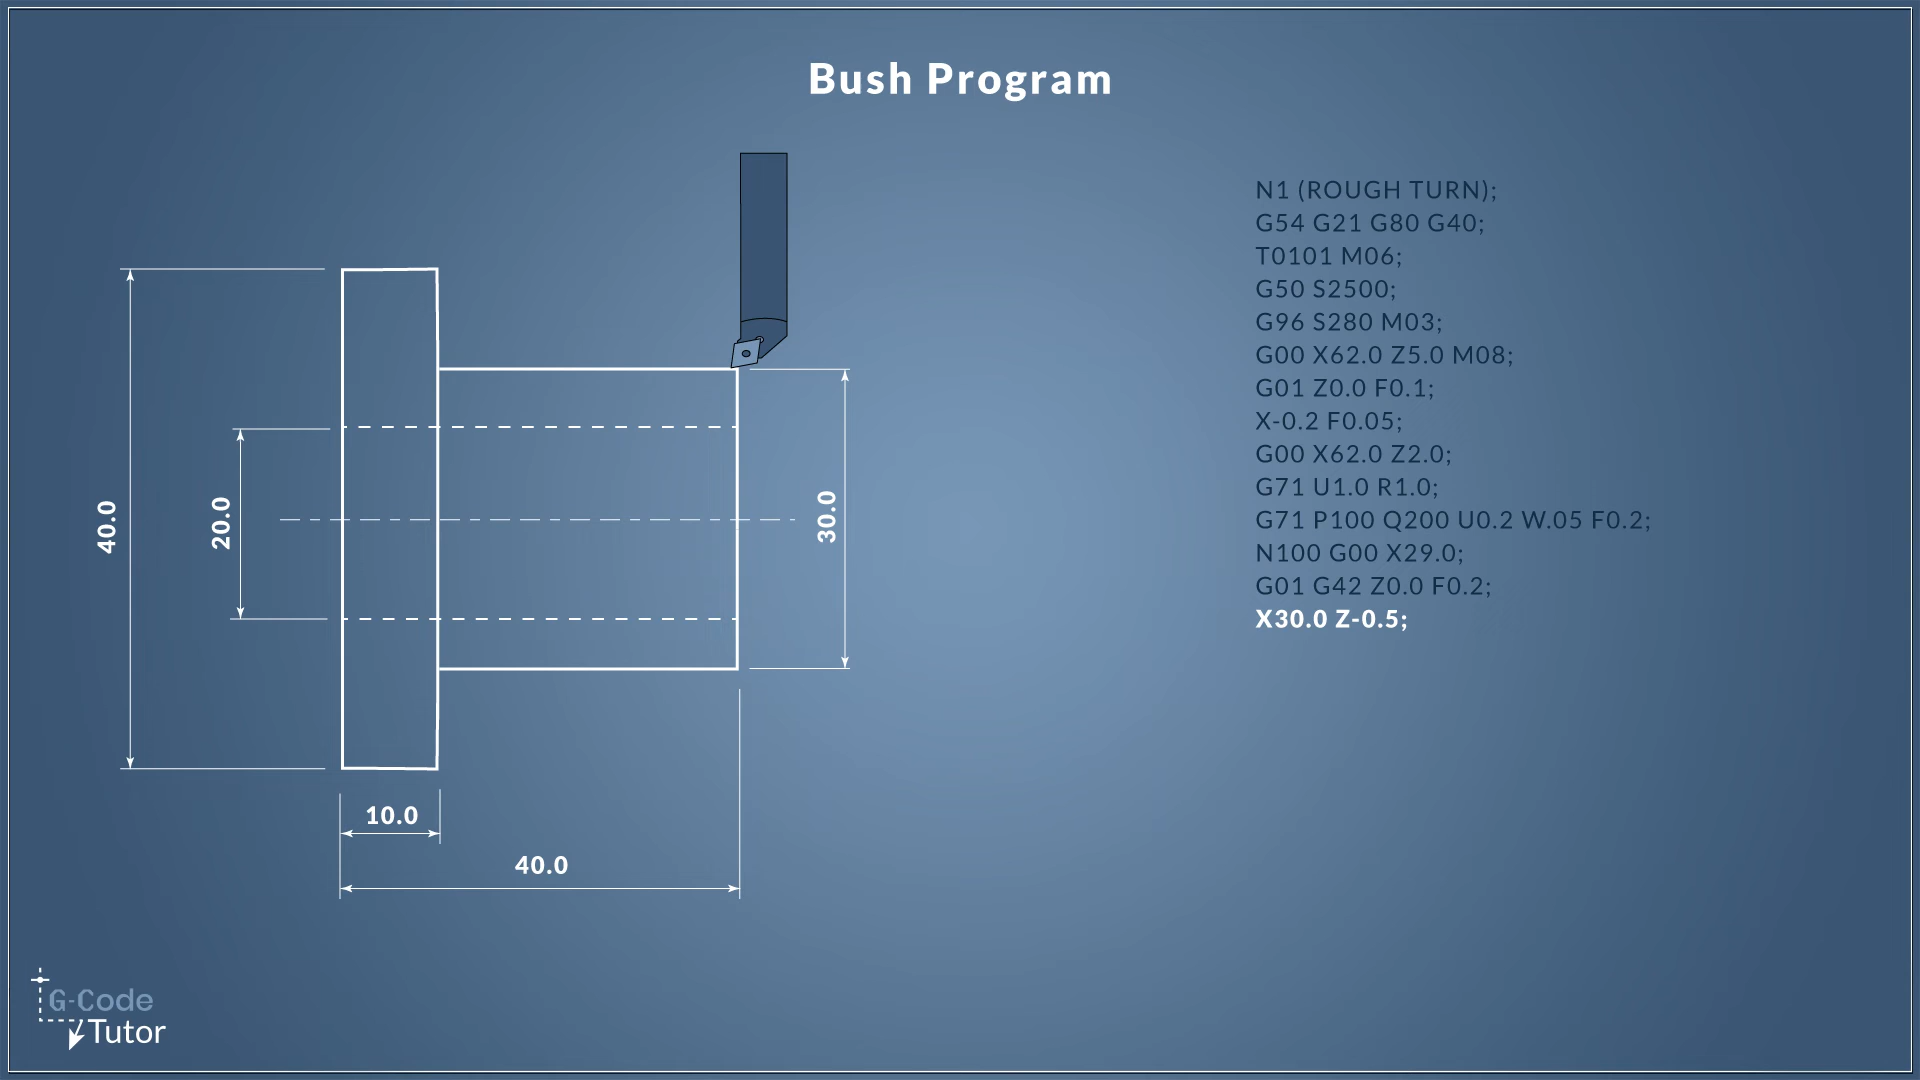 Bush Program
N1 (ROUGH TURN);
G54 G21 G80 G40;
T0101 M06;
G50 S2500;
G96 S280 M03;
G00 X62.0 Z5.0 M08;
G01 Z0.0 F0.1;
X-0.2 F0.05;
G00 X62.0 Z2.0;
G71 U1.0 R1.0;
G71 P100 Q200 U0.2 W.05 F0.2;
N100 G00 X29.0;
G01 G42 Z0.0 F0.2;
X30.0 Z-0.5;
40.0
20.0
30.0
10.0
40.0
G-Code
Tutor